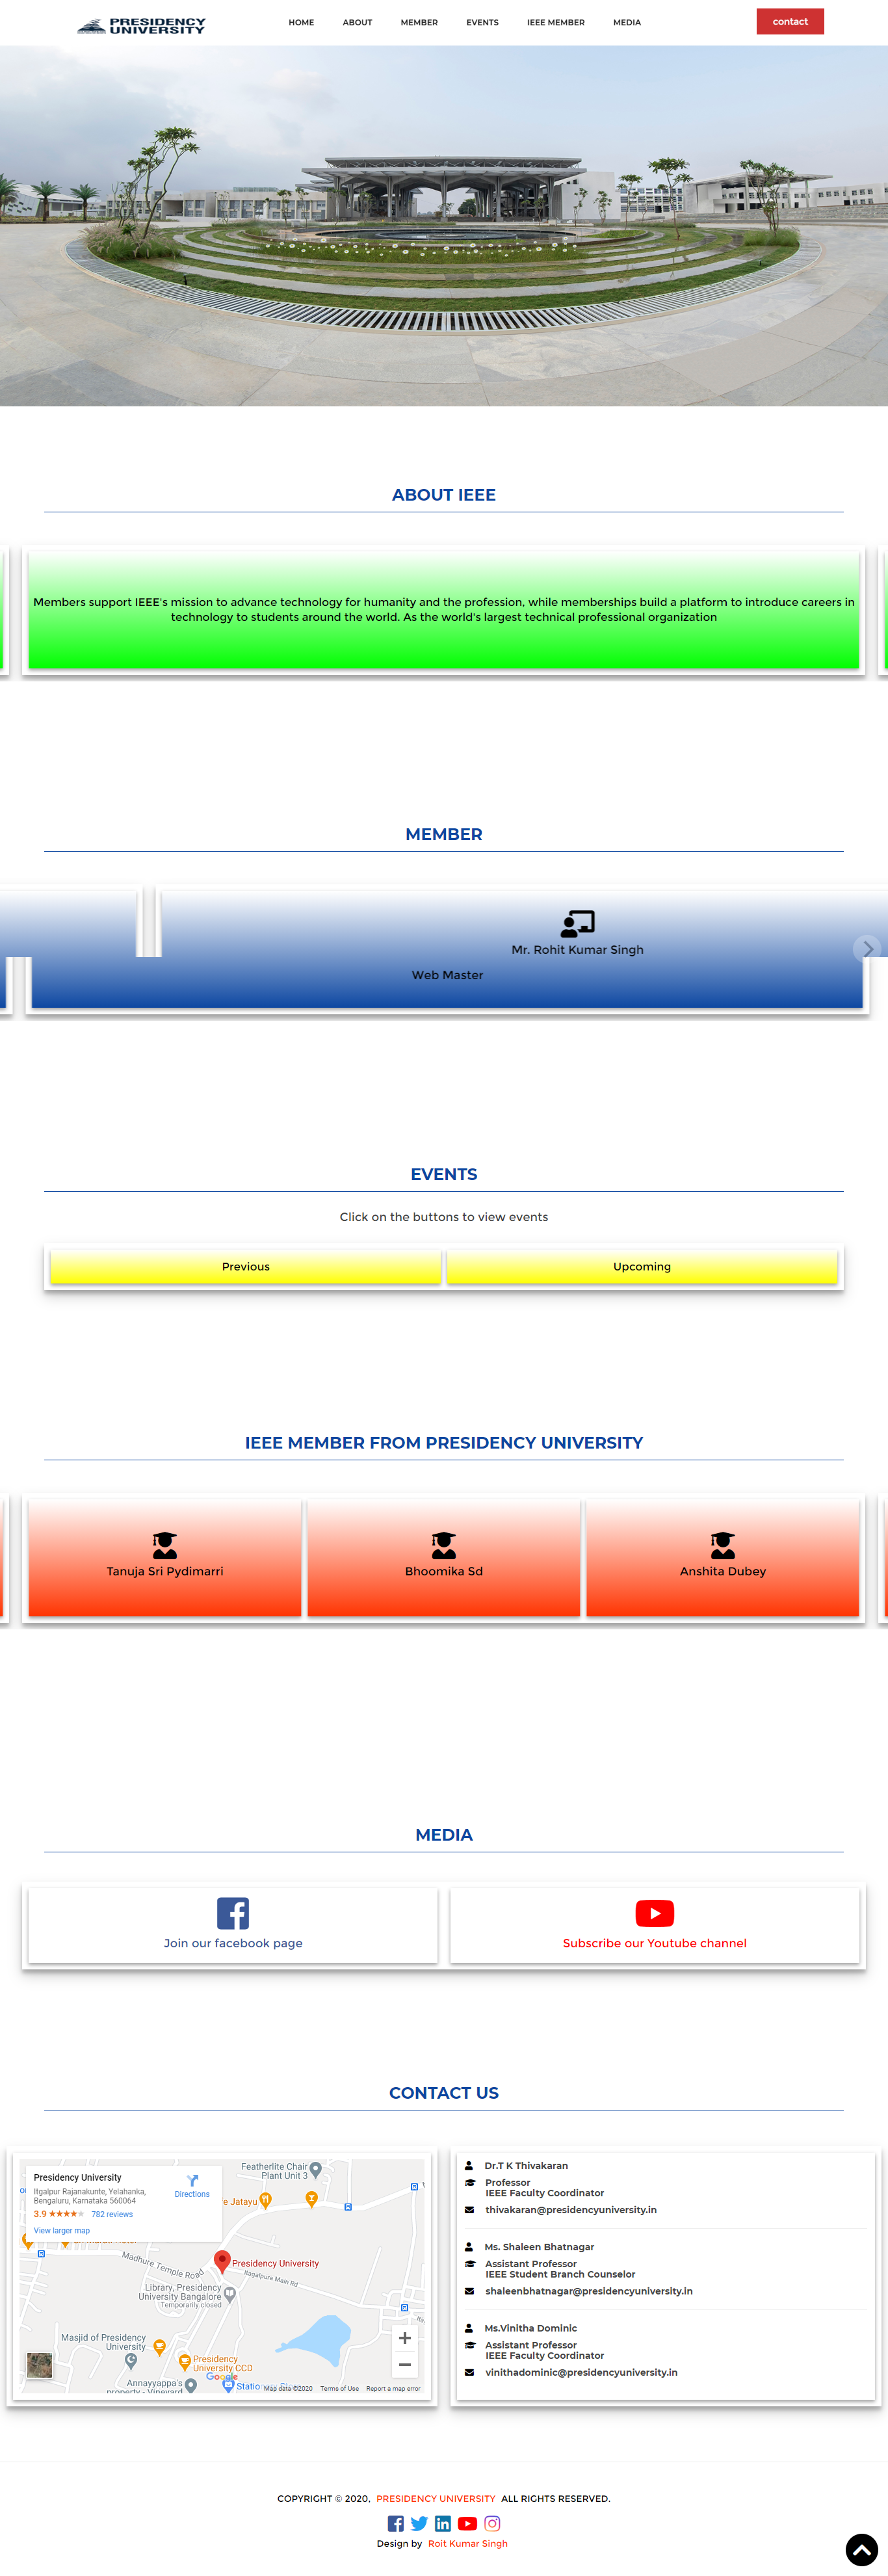 PRESIDENCY
UNIVERSITY
HOME ABOUT MEMBER EVENTS IEEE MEMBER MEDIA
contact
ABOUT IEEE
Members support IEEE's mission to advance technology for humanity and the profession, while memberships build a platform to introduce careers in
technology to students around the world. As the world's largest technical professional organization
MEMBER
Mr. Rohit Kumar Singh
Web Master
EVENTS
Click on the buttons to view events
Previous
Upcoming
IEEE MEMBER FROM PRESIDENCY UNIVERSITY
Tanuja Sri Pydimarri
Bhoomika Sd
Anshita Dubey
MEDIA
Join our facebook page
Subscribe our Youtube channel
CONTACT US
Presidency University
Itgalpur Rajanakunte, Yelahanka,
Bengaluru, Karnataka 560064
3.9 ★★★★★ 782 reviews
View larger map
Directions
Featherlite Chair
Plant Unit 3
e Jatayu
Madhure Temple Road
Presidency University
Itagalpura Main Rd
Library, Presidency
University Bangalore
Temporarily closed
Masjid of Presidency
University
Presidency
University CCD
Google
Annayyappa's
property - Vineyard
Map data ©2020 Terms of Use Report a map error
Dr.T K Thivakaran
Professor
IEEE Faculty Coordinator
thivakaran@presidencyuniversity.in
Ms. Shaleen Bhatnagar
Assistant Professor
IEEE Student Branch Counselor
shaleenbhatnagar@presidencyuniversity.in
Ms.Vinitha Dominic
Assistant Professor
IEEE Faculty Coordinator
vinithadominic@presidencyuniversity.in
COPYRIGHT © 2020, PRESIDENCY UNIVERSITY ALL RIGHTS RESERVED.
Design by Roit Kumar Singh